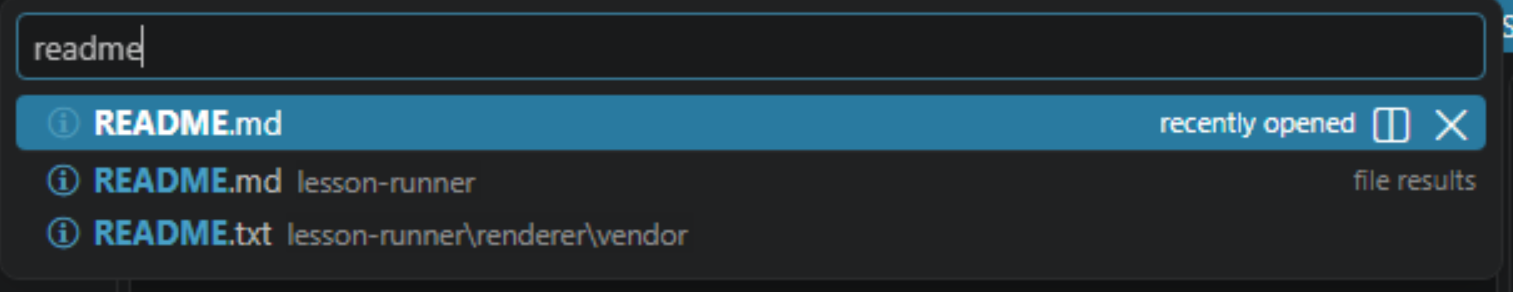 readme
README.md recently opened
README.md lesson-runner file results
README.txt lesson-runner\renderer\vendor